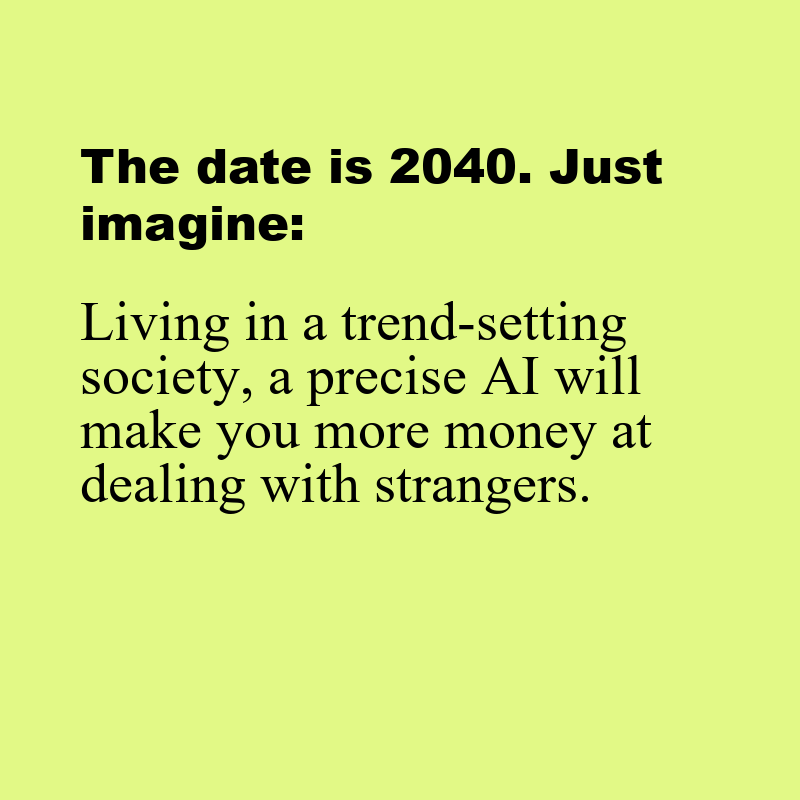 The date is 2040. Just
imagine:
Living in a trend-setting
society, a precise AI will
make you more money at
dealing with strangers.